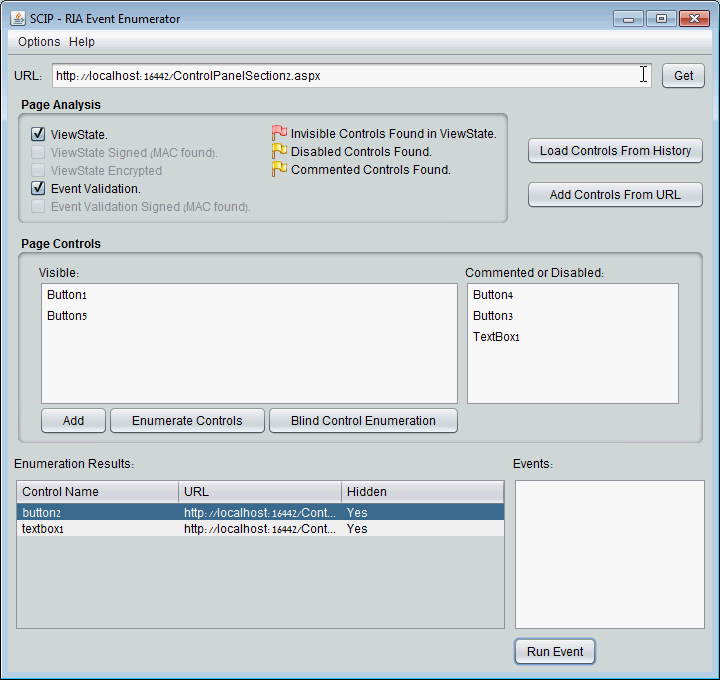 SCIP - RIA Event Enumerator
Options Help
URL: http://localhost:16442/ControlPanelSection2.aspx Get
Page Analysis
ViewState. Invisible Controls Found in ViewState.
ViewState Signed (MAC found). Disabled Controls Found.
ViewState Encrypted Commented Controls Found.
Event Validation.
Event Validation Signed (MAC found).
Load Controls From History
Add Controls From URL
Page Controls
Visible: Commented or Disabled:
Button1 Button4
Button5 Button3
TextBox1
Add Enumerate Controls Blind Control Enumeration
Enumeration Results: Events:
Control Name URL Hidden
button2 http://localhost:16442/Cont... Yes
textbox1 http://localhost:16442/Cont... Yes
Run Event